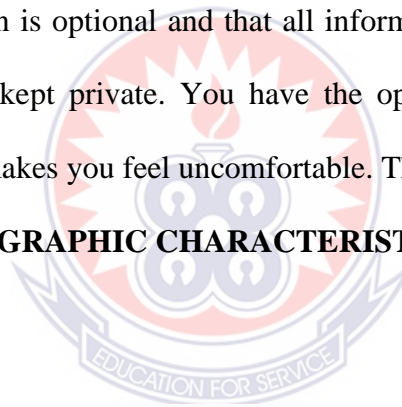 n is optional and that all inform
kept private. You have the op
akes you feel uncomfortable. T
GRAPHIC CHARACTERIST
EDUCATION FOR SERVICE